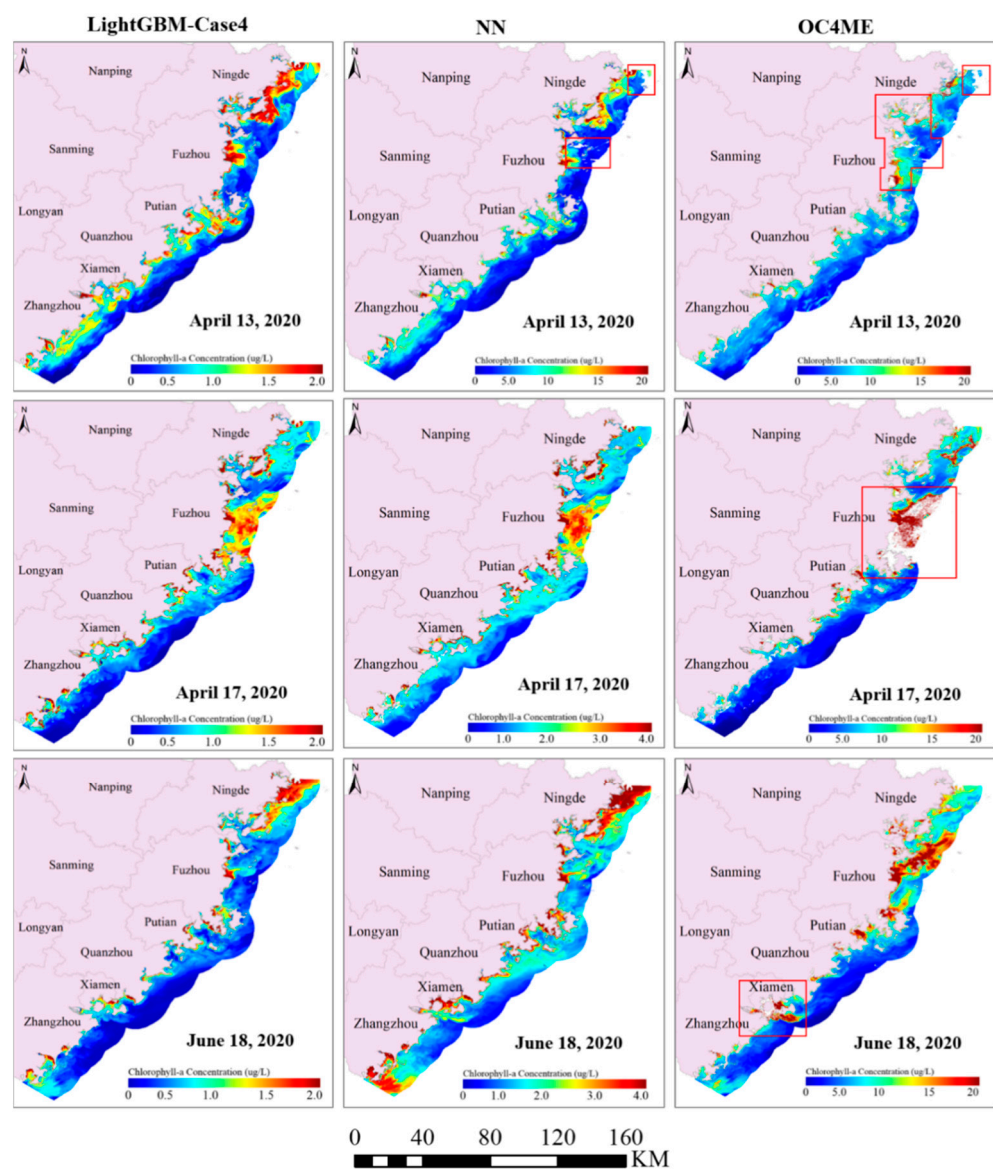 LightGBM-Case4 NN OC4ME
N
Nanping
Ningde
Sanming
Fuzhou
Longyan
Putian
Quanzhou
Xiamen
Zhangzhou
April 13, 2020
Chlorophyll-a Concentration (ug/L)
0 0.5 1.0 1.5 2.0
N
Nanping
Ningde
Sanming
Fuzhou
Longyan
Putian
Quanzhou
Xiamen
Zhangzhou
April 13, 2020
Chlorophyll-a Concentration (ug/L)
0 5.0 10 15 20
N
Nanping
Ningde
Sanming
Fuzhou
Longyan
Putian
Quanzhou
Xiamen
Zhangzhou
April 13, 2020
Chlorophyll-a Concentration (ug/L)
0 5.0 10 15 20
N
Nanping
Ningde
Sanming
Fuzhou
Longyan
Putian
Quanzhou
Xiamen
Zhangzhou
April 17, 2020
Chlorophyll-a Concentration (ug/L)
0 0.5 1.0 1.5 2.0
N
Nanping
Ningde
Sanming
Fuzhou
Longyan
Putian
Quanzhou
Xiamen
Zhangzhou
April 17, 2020
Chlorophyll-a Concentration (ug/L)
0 1.0 2.0 3.0 4.0
N
Nanping
Ningde
Sanming
Fuzhou
Longyan
Putian
Quanzhou
Xiamen
Zhangzhou
April 17, 2020
Chlorophyll-a Concentration (ug/L)
0 5.0 10 15 20
N
Nanping
Ningde
Sanming
Fuzhou
Longyan
Putian
Quanzhou
Xiamen
Zhangzhou
June 18, 2020
Chlorophyll-a Concentration (ug/L)
0 0.5 1.0 1.5 2.0
N
Nanping
Ningde
Sanming
Fuzhou
Longyan
Putian
Quanzhou
Xiamen
Zhangzhou
June 18, 2020
Chlorophyll-a Concentration (ug/L)
0 1.0 2.0 3.0 4.0
N
Nanping
Ningde
Sanming
Fuzhou
Longyan
Putian
Quanzhou
Xiamen
Zhangzhou
June 18, 2020
Chlorophyll-a Concentration (ug/L)
0 5.0 10 15 20
0 40 80 120 160
KM